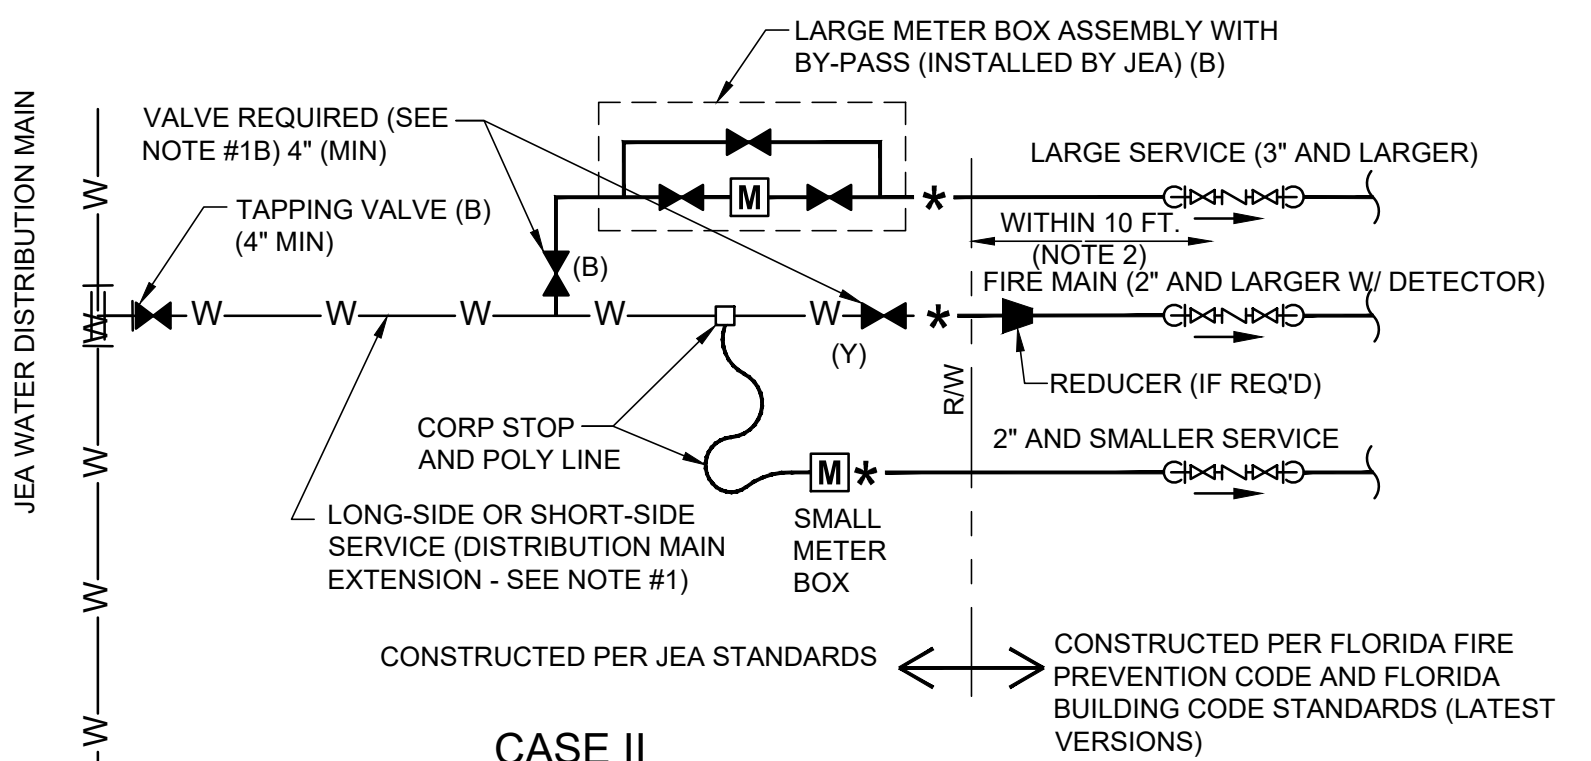 LARGE METER BOX ASSEMBLY WITH
BY-PASS (INSTALLED BY JEA) (B)
JEA WATER DISTRIBUTION MAIN
VALVE REQUIRED (SEE
NOTE #1B) 4" (MIN)
LARGE SERVICE (3" AND LARGER)
M
*
W
TAPPING VALVE (B)
(4" MIN)
WITHIN 10 FT.
(NOTE 2)
(B)
FIRE MAIN (2" AND LARGER W/ DETECTOR)
W
W
W
W
W
W
*
(Y)
R/W
REDUCER (IF REQ'D)
CORP STOP
AND POLY LINE
2" AND SMALLER SERVICE
W
M
*
LONG-SIDE OR SHORT-SIDE
SERVICE (DISTRIBUTION MAIN
EXTENSION - SEE NOTE #1)
SMALL
METER
BOX
W
CONSTRUCTED PER JEA STANDARDS
CONSTRUCTED PER FLORIDA FIRE
PREVENTION CODE AND FLORIDA
BUILDING CODE STANDARDS (LATEST
VERSIONS)
W
CASE II